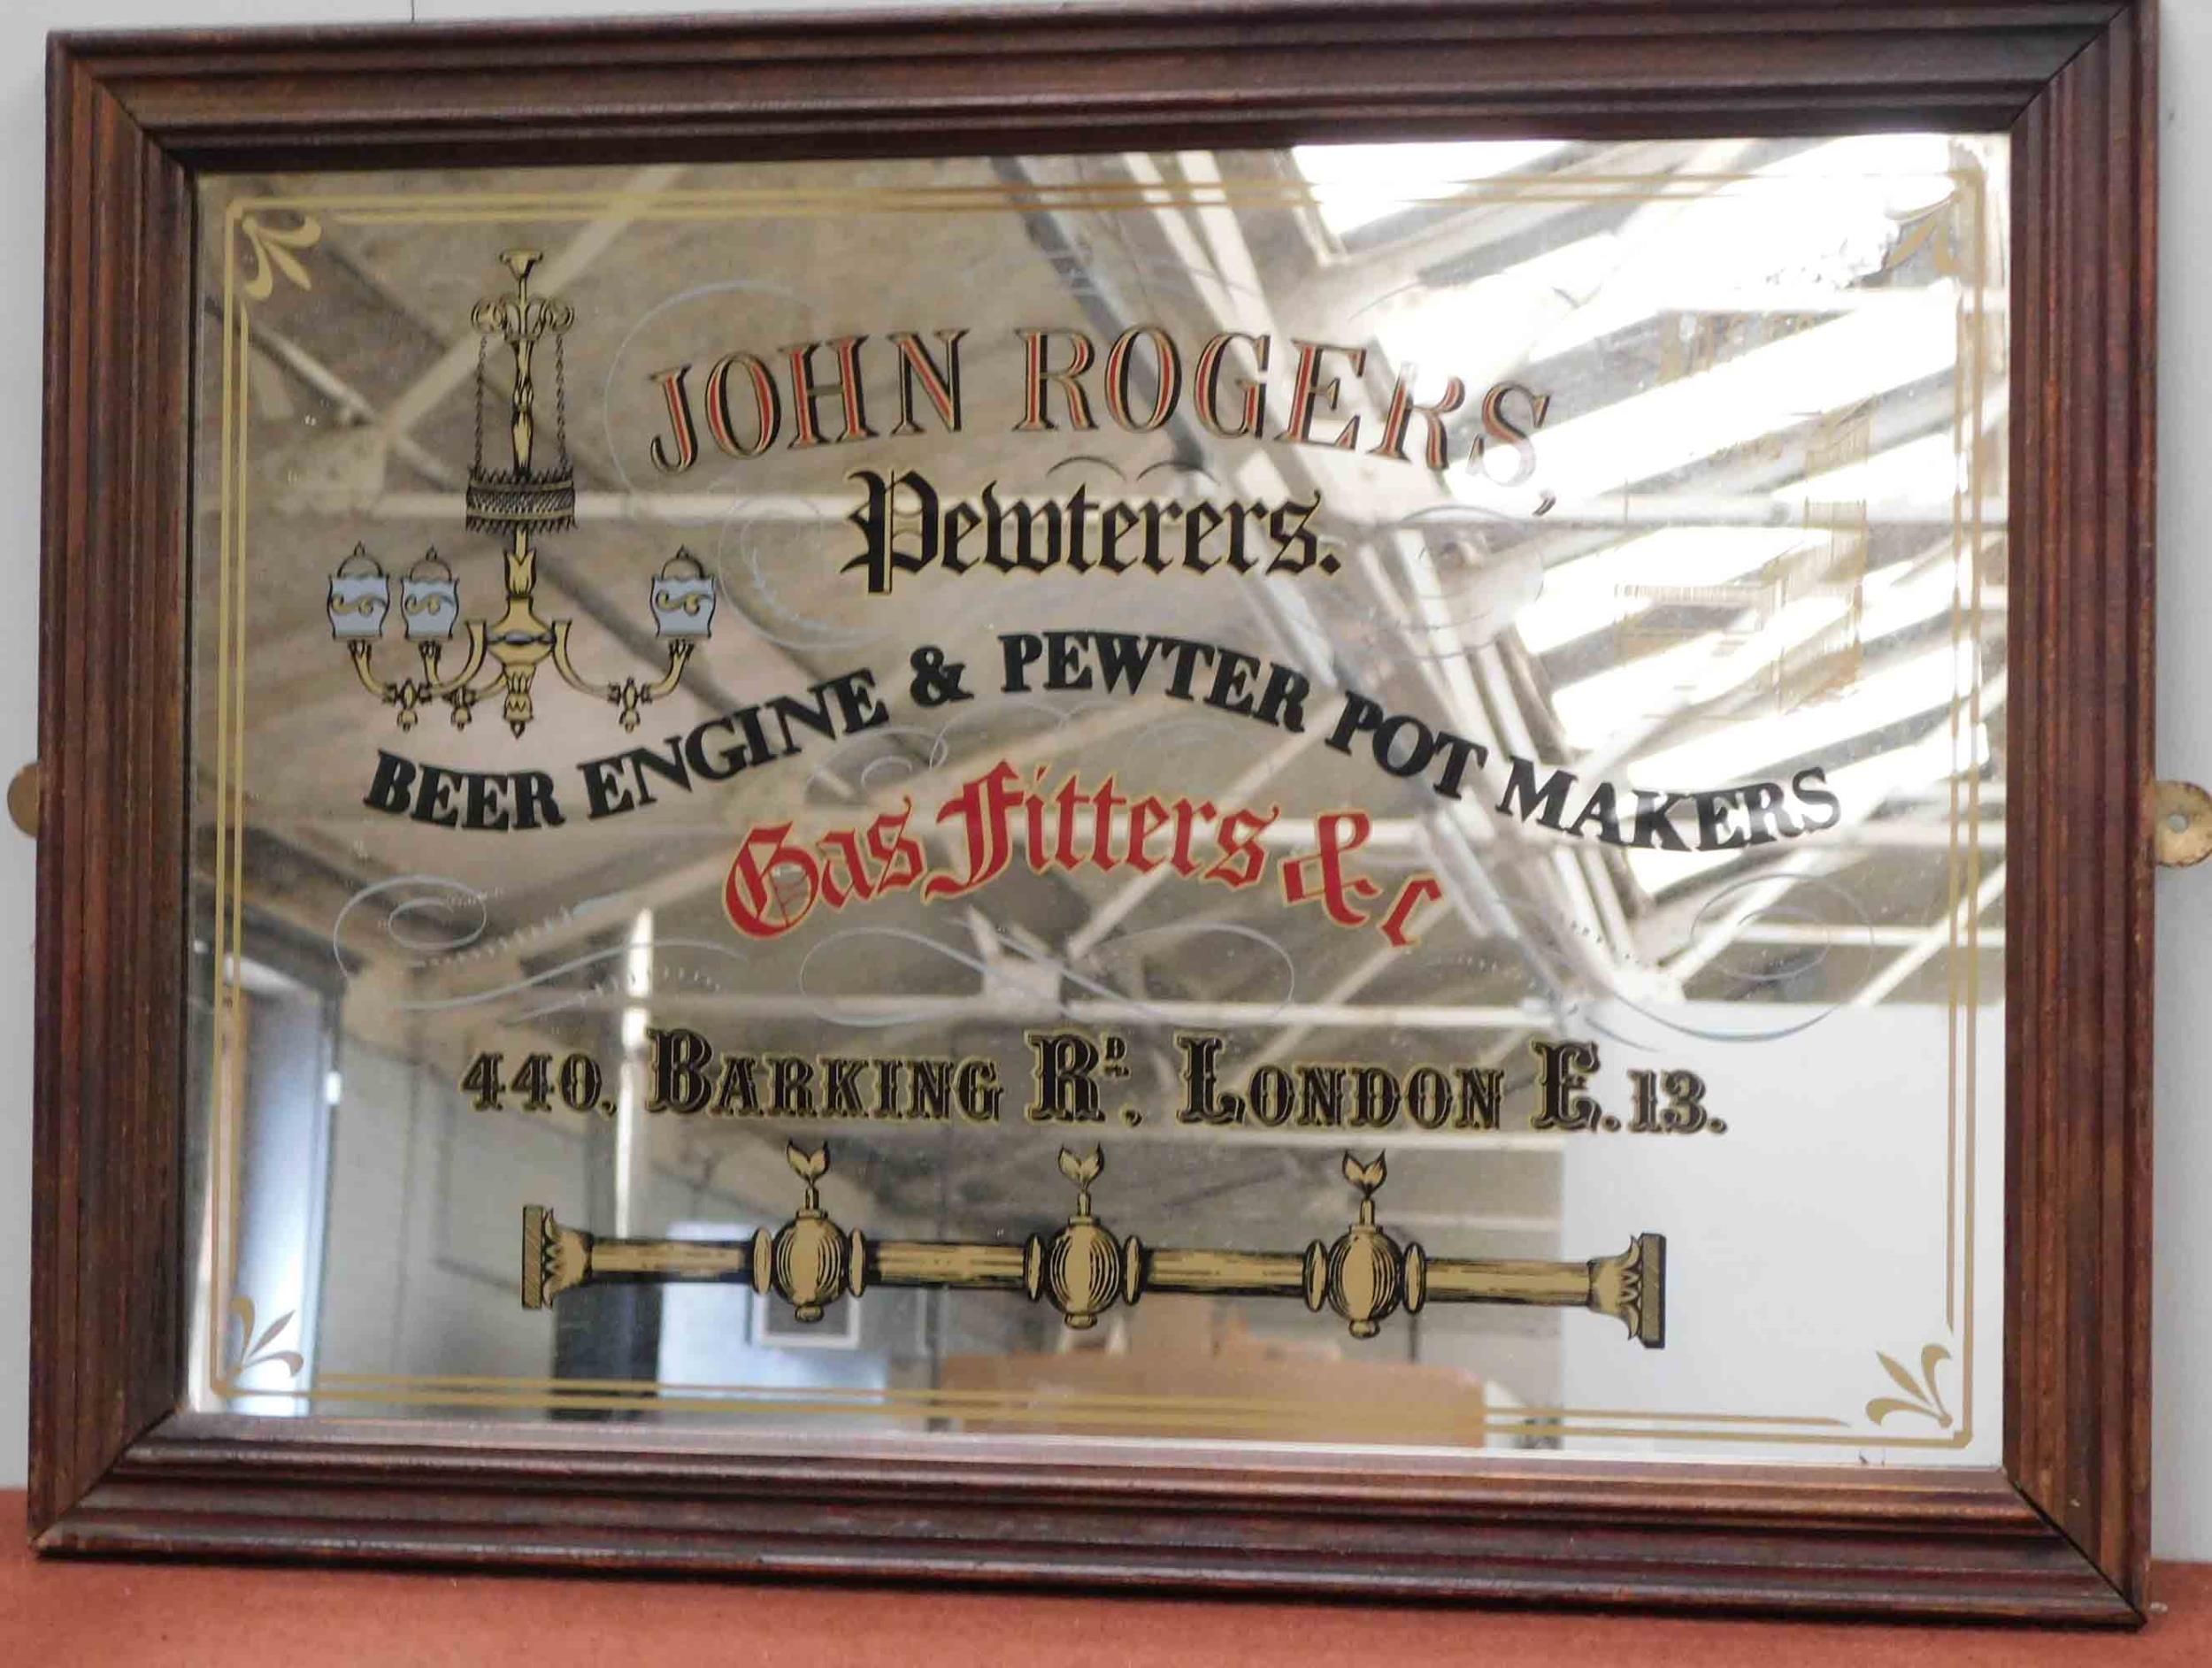 JOHN ROGERS,
Pewterers.
BEER ENGINE & PEWTER POT MAKERS
Gas Fitters & c
440. BARKING RD. LONDON E.13.